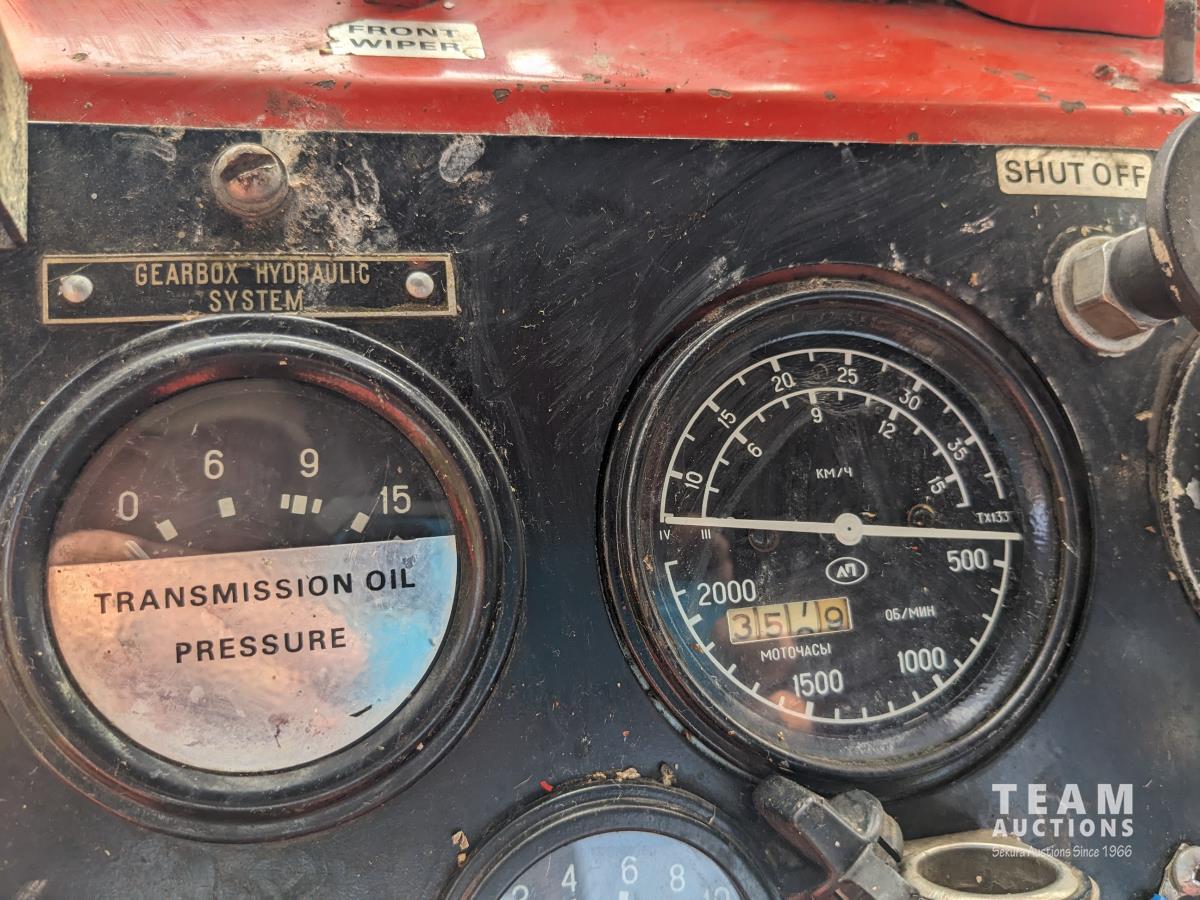 FRONT
WIPER
SHUT OFF
GEARBOX HYDRAULIC
SYSTEM
0 6 9 15
TRANSMISSION OIL
PRESSURE
10 15 20 25 30 35
6 9 12 15
КМ/Ч
IV III
ТХ133
АП
500
2000
ОБ/МИН
МОТОЧАСЫ
1000
1500
4 6 8
TEAM
AUCTIONS
Sekura Auctions Since 1966